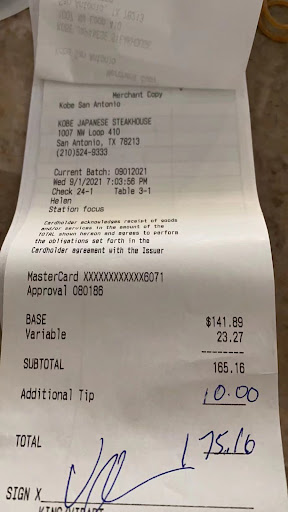 Merchant Copy
Kobe San Antonio
KOBE JAPANESE STEAKHOUSE
1007 NW Loop 410
San Antonio, TX 78213
(210)524-9333
Current Batch: 09012021
Wed 9/1/2021 7:03:56 PM
Check 24-1 Table 3-1
Helen
Station focus
Cardholder acknowledges receipt of goods
and/or services in the amount of the
TOTAL shown hereon and agrees to perform
the obligations set forth in the
Cardholder agreement with the Issuer
MasterCard XXXXXXXXXXXX6071
Approval 080186
BASE $141.89
Variable 23.27
--------
SUBTOTAL 165.16
Additional Tip 10.00
TOTAL 175.16
SIGN X